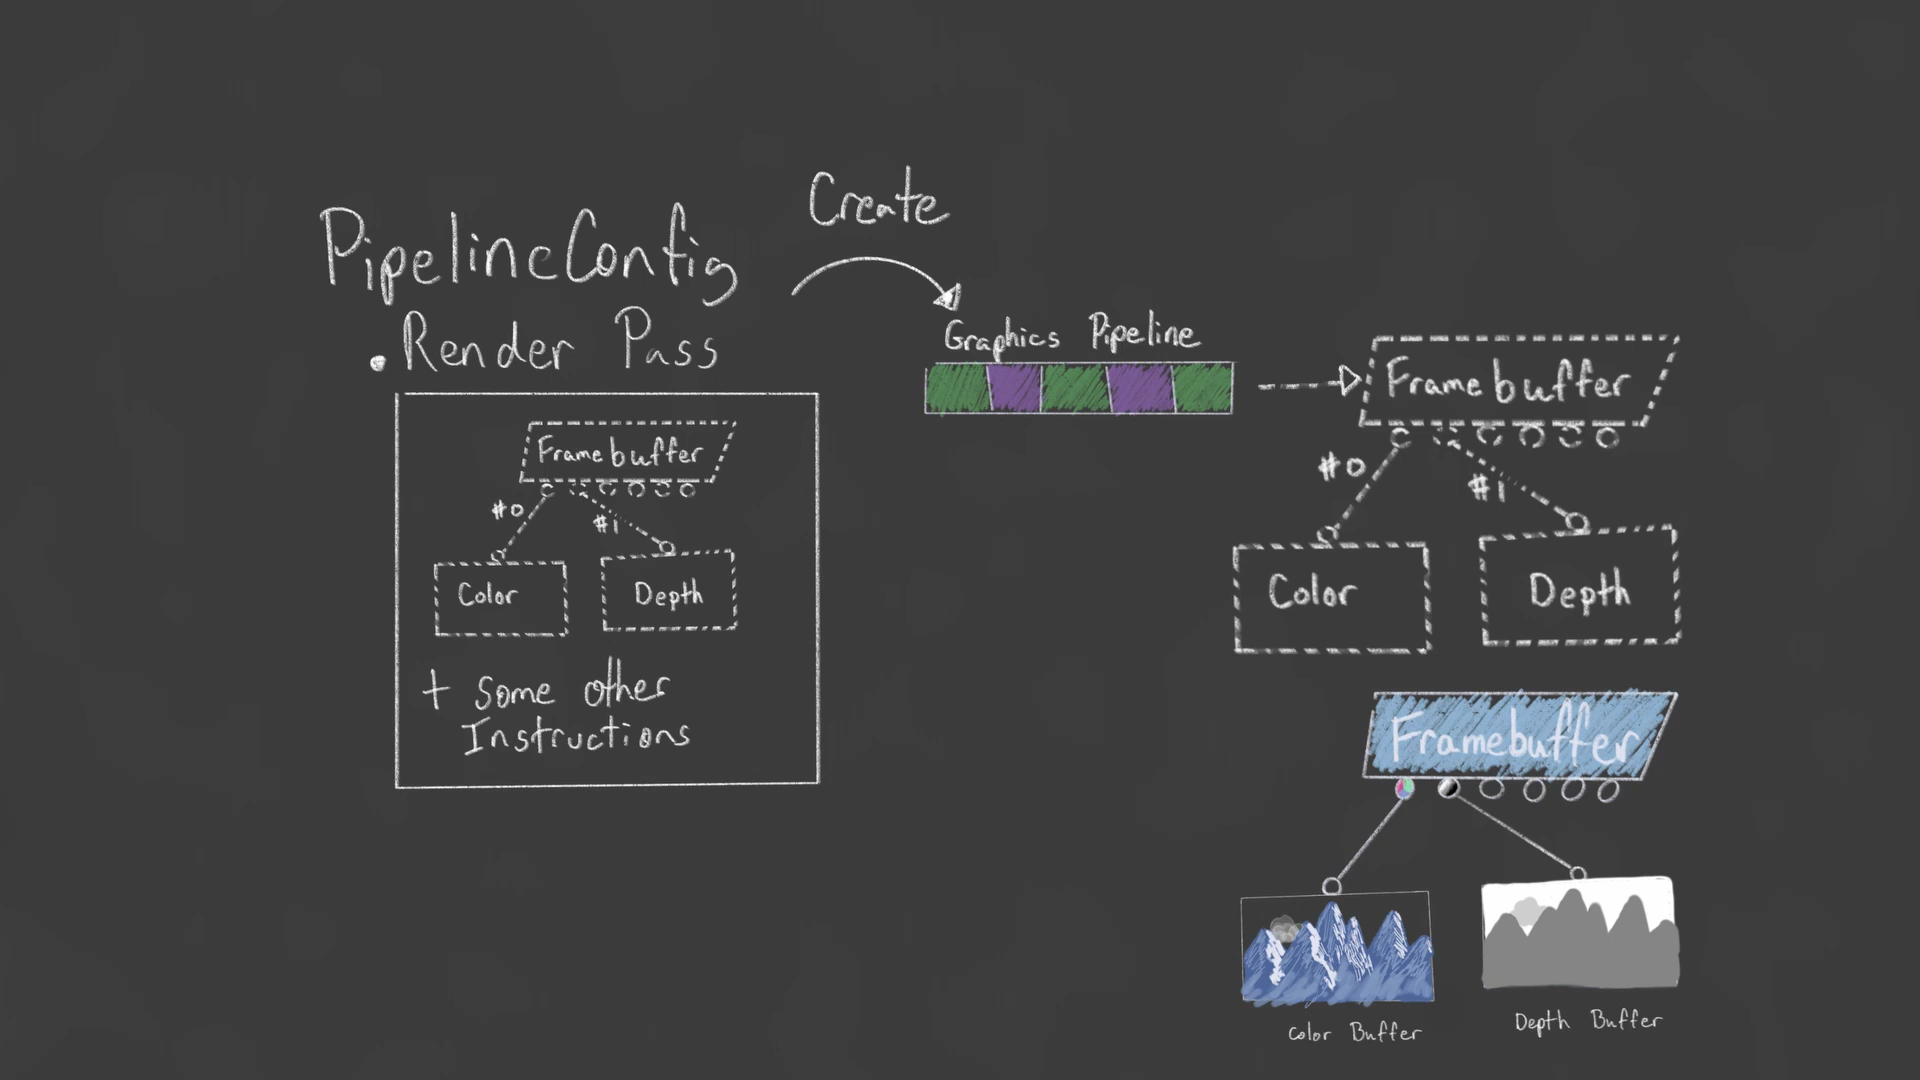 PipelineConfig
. Render Pass
Framebuffer
#0
#1
Color
Depth
+ some other
Instructions
Create
Graphics Pipeline
Framebuffer
#0
#1
Color
Depth
Framebuffer
Color Buffer
Depth Buffer